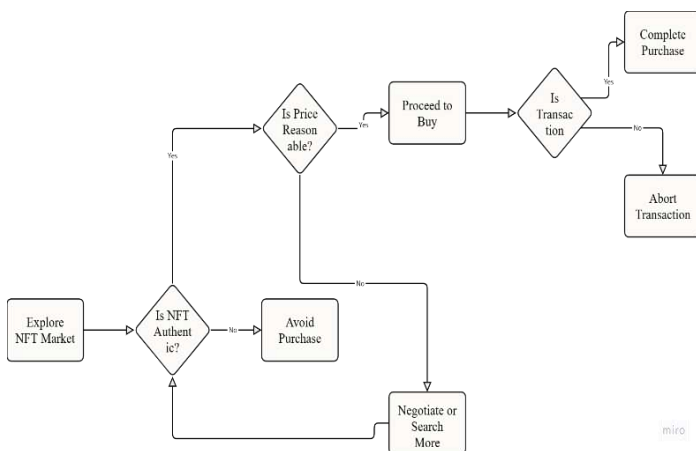 Complete
Purchase
Is Price
Reason
able?
Yes
Proceed to
Buy
Is
Transac
tion
Yes
No
Abort
Transaction
Yes
No
Explore
NFT Market
Is NFT
Authent
ic?
No
Avoid
Purchase
Negotiate or
Search
More
miro